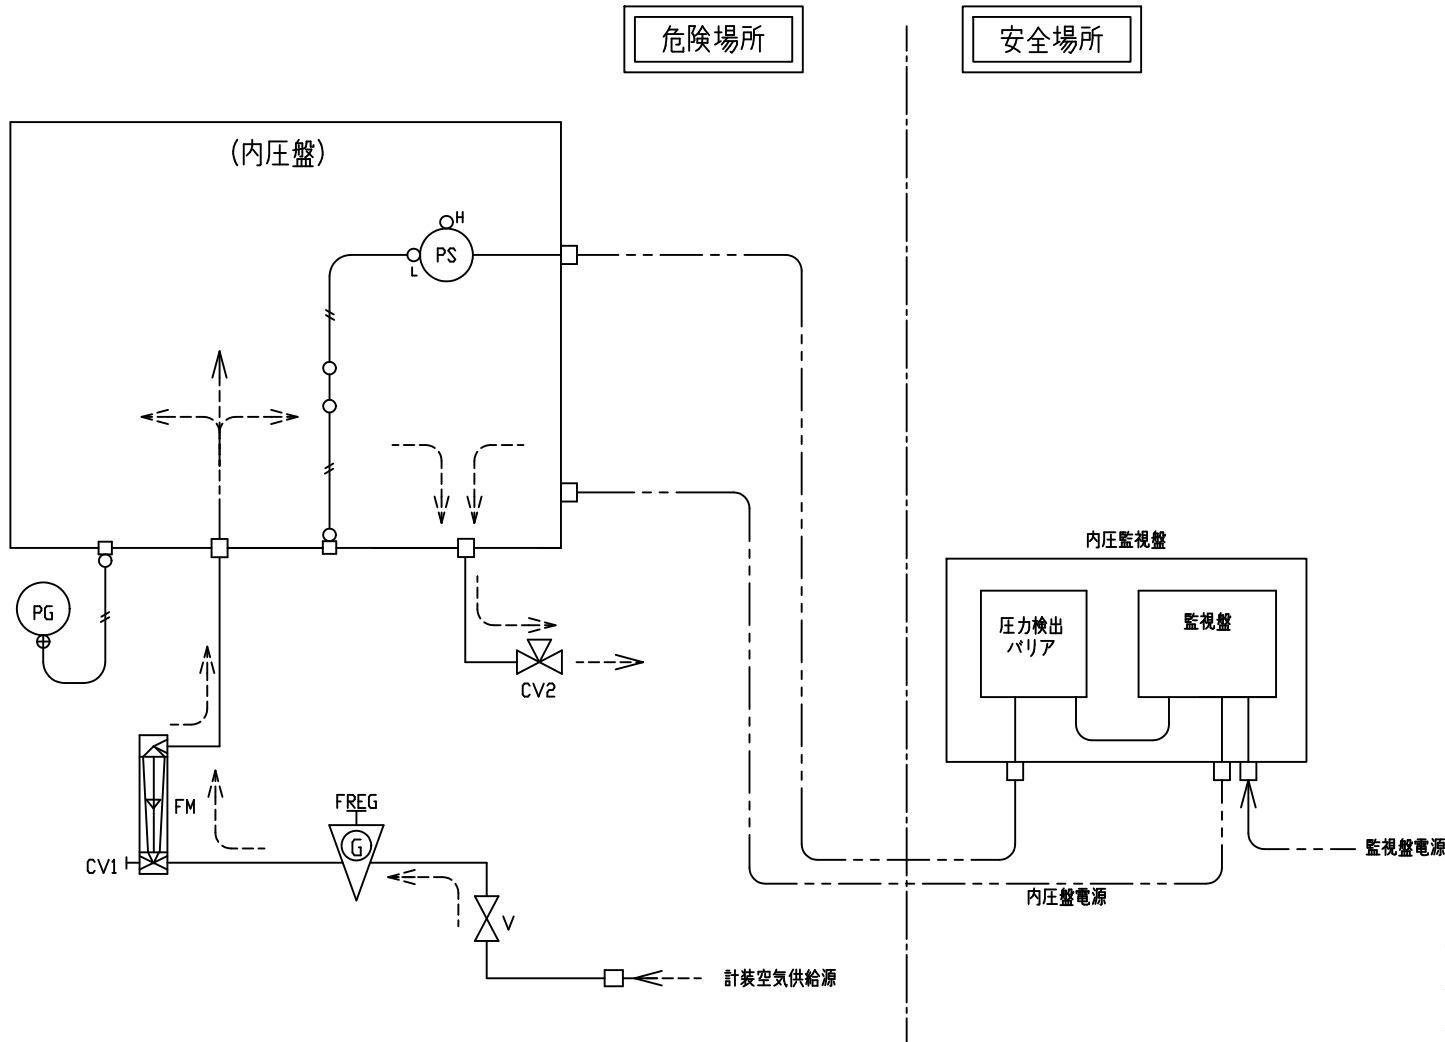 危険場所
安全場所
(内圧盤)
H
PS
L
PG
CV2
内圧監視盤
圧力検出
バリア
監視盤
FM
FREG
G
CV1
V
監視盤電源
内圧盤電源
計装空気供給源